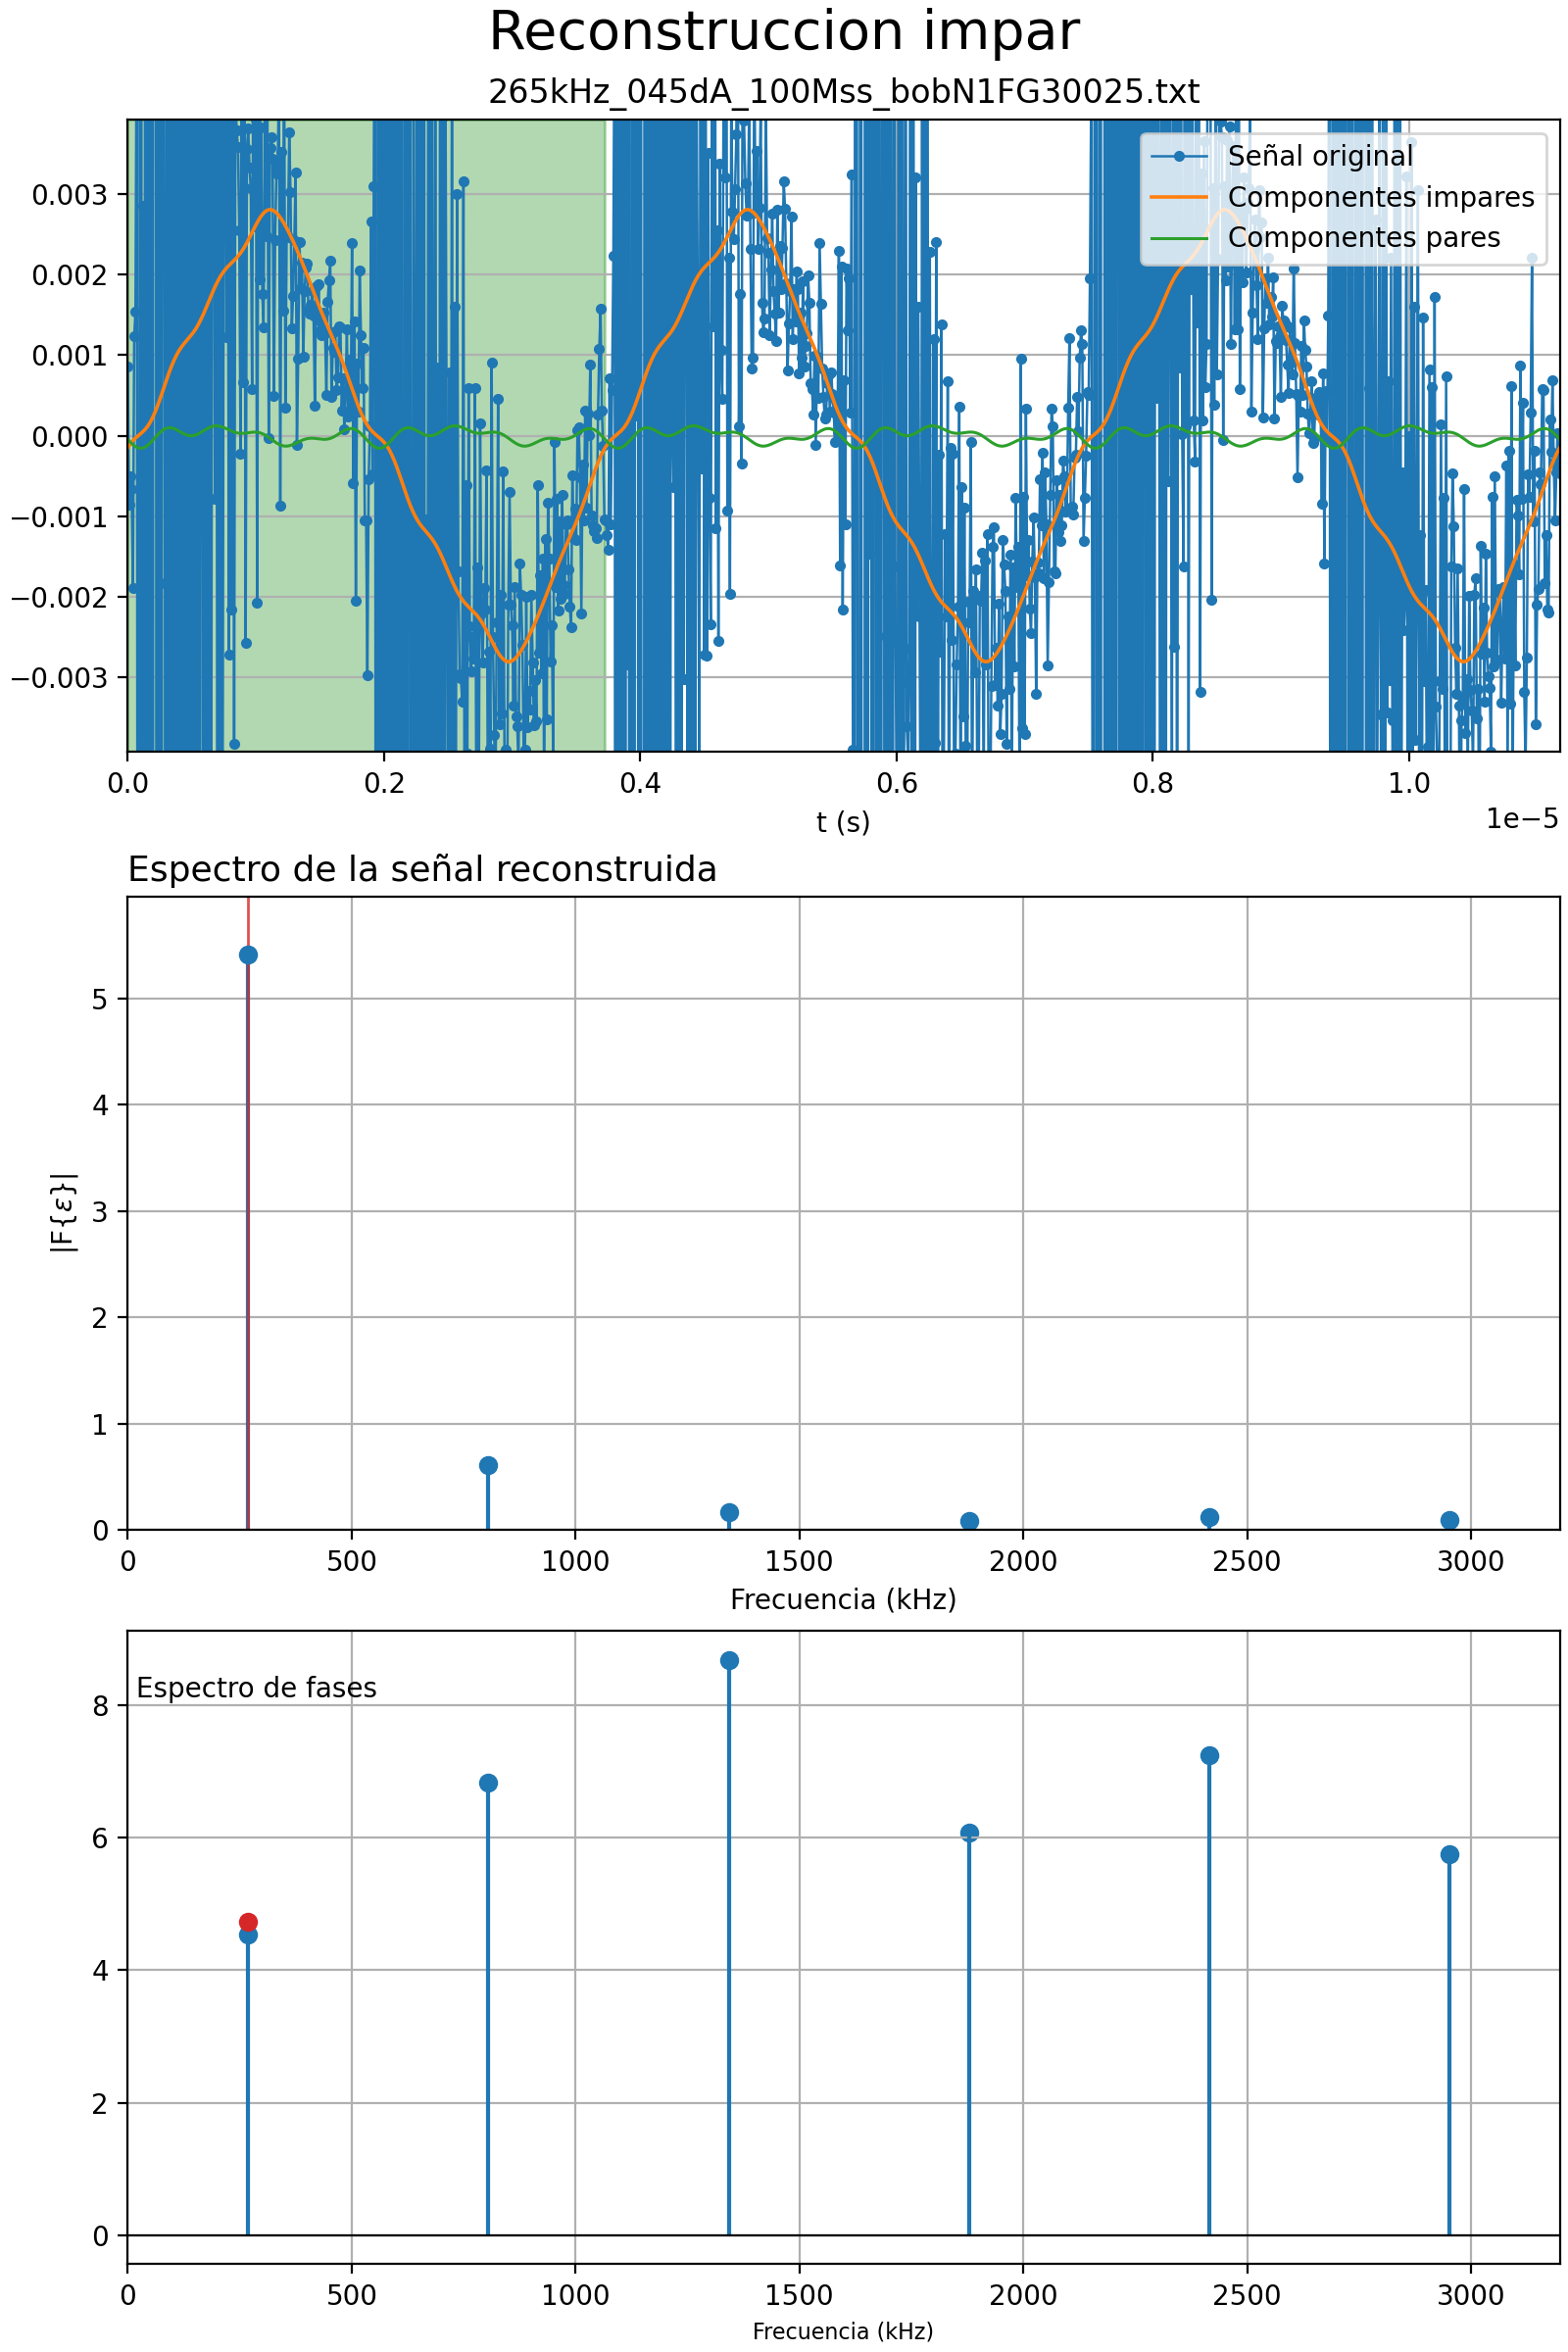 Reconstruccion impar
265kHz_045dA_100Mss_bobN1FG30025.txt
Señal original
Componentes impares
Componentes pares
0.003
0.002
0.001
0.000
−0.001
−0.002
−0.003
0.0 0.2 0.4 0.6 0.8 1.0
1e−5
t (s)
Espectro de la señal reconstruida
|F{ε}|
5
4
3
2
1
0
0 500 1000 1500 2000 2500 3000
Frecuencia (kHz)
Espectro de fases
8
6
4
2
0
0 500 1000 1500 2000 2500 3000
Frecuencia (kHz)